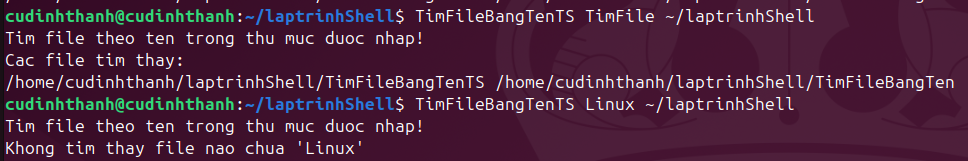 cudinhthanh@cudinhthanh:~/laptrinhShell$ TimFileBangTenTS TimFile ~/laptrinhShell
Tim file theo ten trong thu muc duoc nhap!
Cac file tim thay:
/home/cudinhthanh/laptrinhShell/TimFileBangTenTS /home/cudinhthanh/laptrinhShell/TimFileBangTen
cudinhthanh@cudinhthanh:~/laptrinhShell$ TimFileBangTenTS Linux ~/laptrinhShell
Tim file theo ten trong thu muc duoc nhap!
Khong tim thay file nao chua 'Linux'